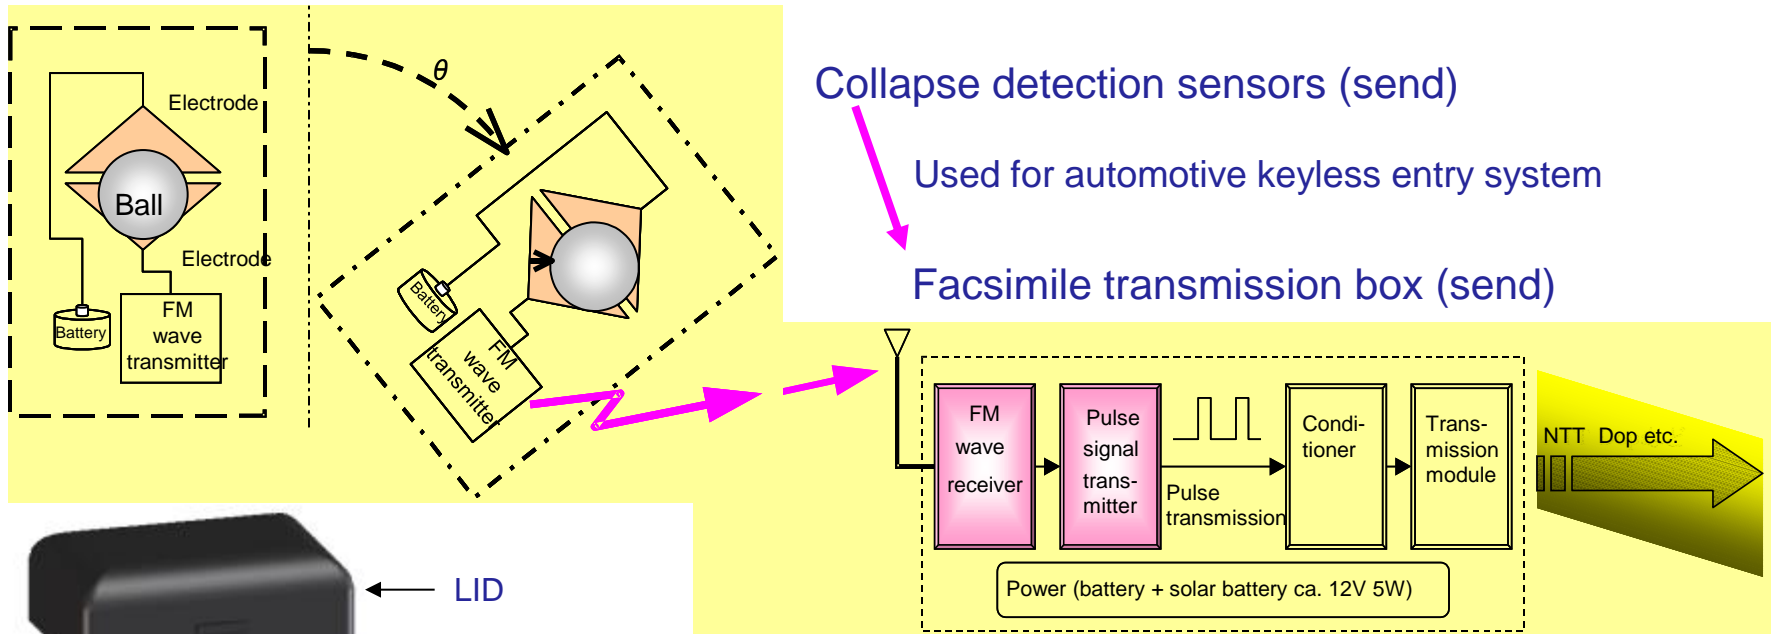 Electrode
Ball
Electrode
Battery
FM
wave
transmitter
θ
Battery
FM
wave
transmitter
Collapse detection sensors (send)
Used for automotive keyless entry system
Facsimile transmission box (send)
FM
wave
receiver
Pulse
signal
trans-
mitter
Pulse
transmission
Condi-
tioner
Trans-
mission
module
NTT Dop etc.
Power (battery + solar battery ca. 12V 5W)
LID